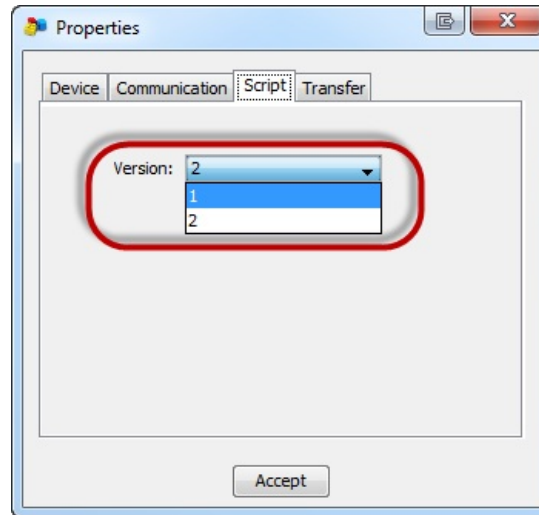 Properties
Device Communication Script Transfer
Version: 2
1
2
Accept